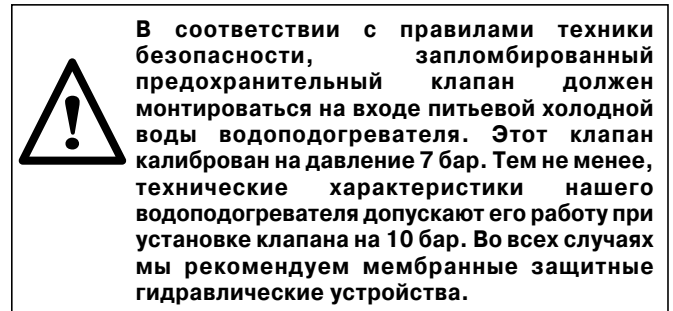 В соответствии с правилами техники
безопасности, запломбированный
предохранительный клапан должен
монтироваться на входе питьевой холодной
воды водоподогревателя. Этот клапан
калиброван на давление 7 бар. Тем не менее,
технические характеристики нашего
водоподогревателя допускают его работу при
установке клапана на 10 бар. Во всех случаях
мы рекомендуем мембранные защитные
гидравлические устройства.